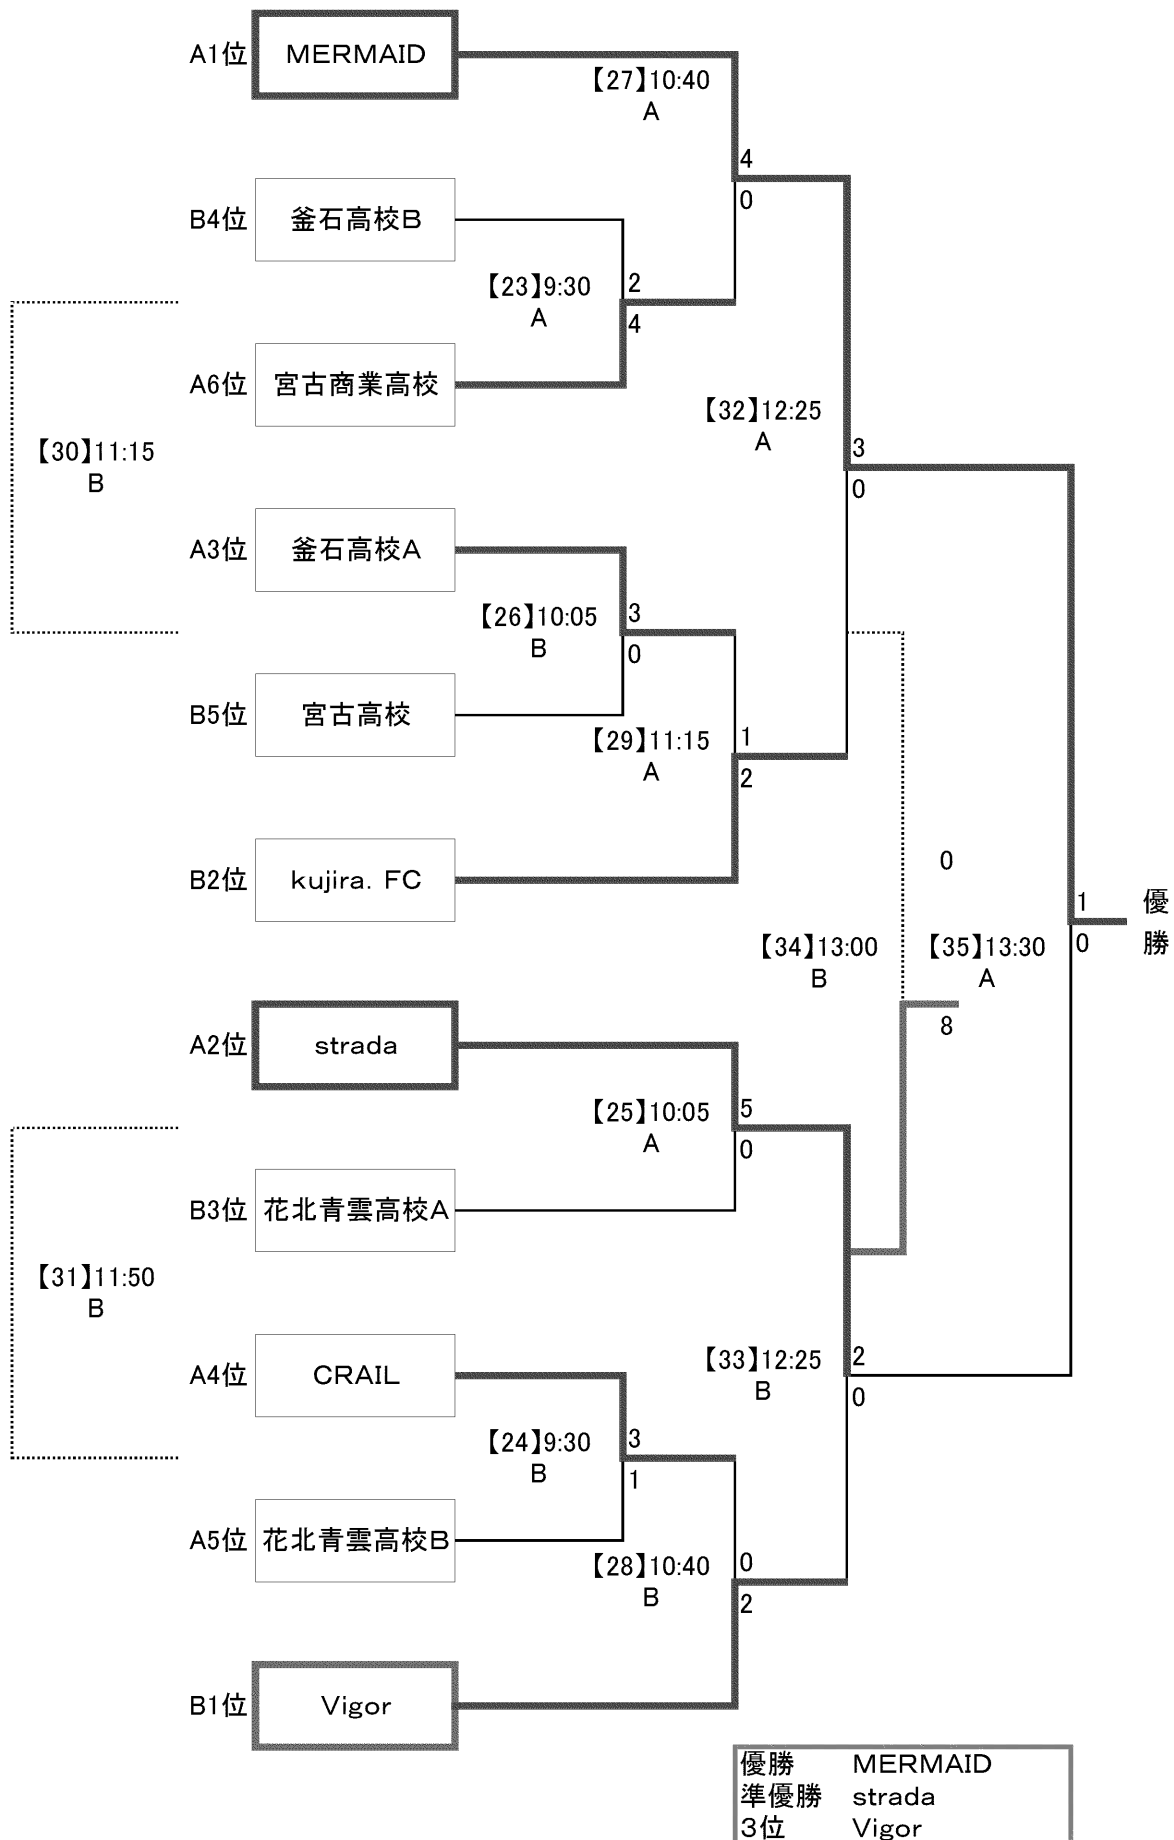 A1位 MERMAID
【27】10:40
A
4
0
B4位 釜石高校B
【23】9:30
A
2
4
A6位 宮古商業高校
【32】12:25
A
3
0
【30】11:15
B
A3位 釜石高校A
【26】10:05
B
3
0
B5位 宮古高校
【29】11:15
A
1
2
B2位 kujira. FC
0
1
0
優
勝
【34】13:00
B
【35】13:30
A
8
A2位 strada
【25】10:05
A
5
0
B3位 花北青雲高校A
【31】11:50
B
【33】12:25
B
2
0
A4位 CRAIL
【24】9:30
B
3
1
A5位 花北青雲高校B
【28】10:40
B
0
2
B1位 Vigor
優勝 MERMAID
準優勝 strada
3位 Vigor